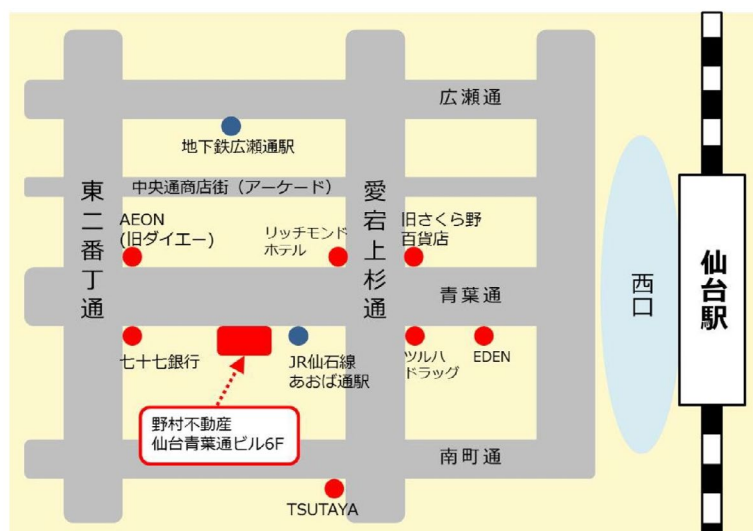 広瀬通
地下鉄広瀬通駅
中央通商店街（アーケード）
東二番丁通
愛宕上杉通
AEON
(旧ダイエー)
リッチモンド
ホテル
旧さくら野
百貨店
青葉通
西口
仙台駅
七十七銀行
JR仙石線
あおば通駅
ツルハ
ドラッグ
EDEN
野村不動産
仙台青葉通ビル6F
南町通
TSUTAYA